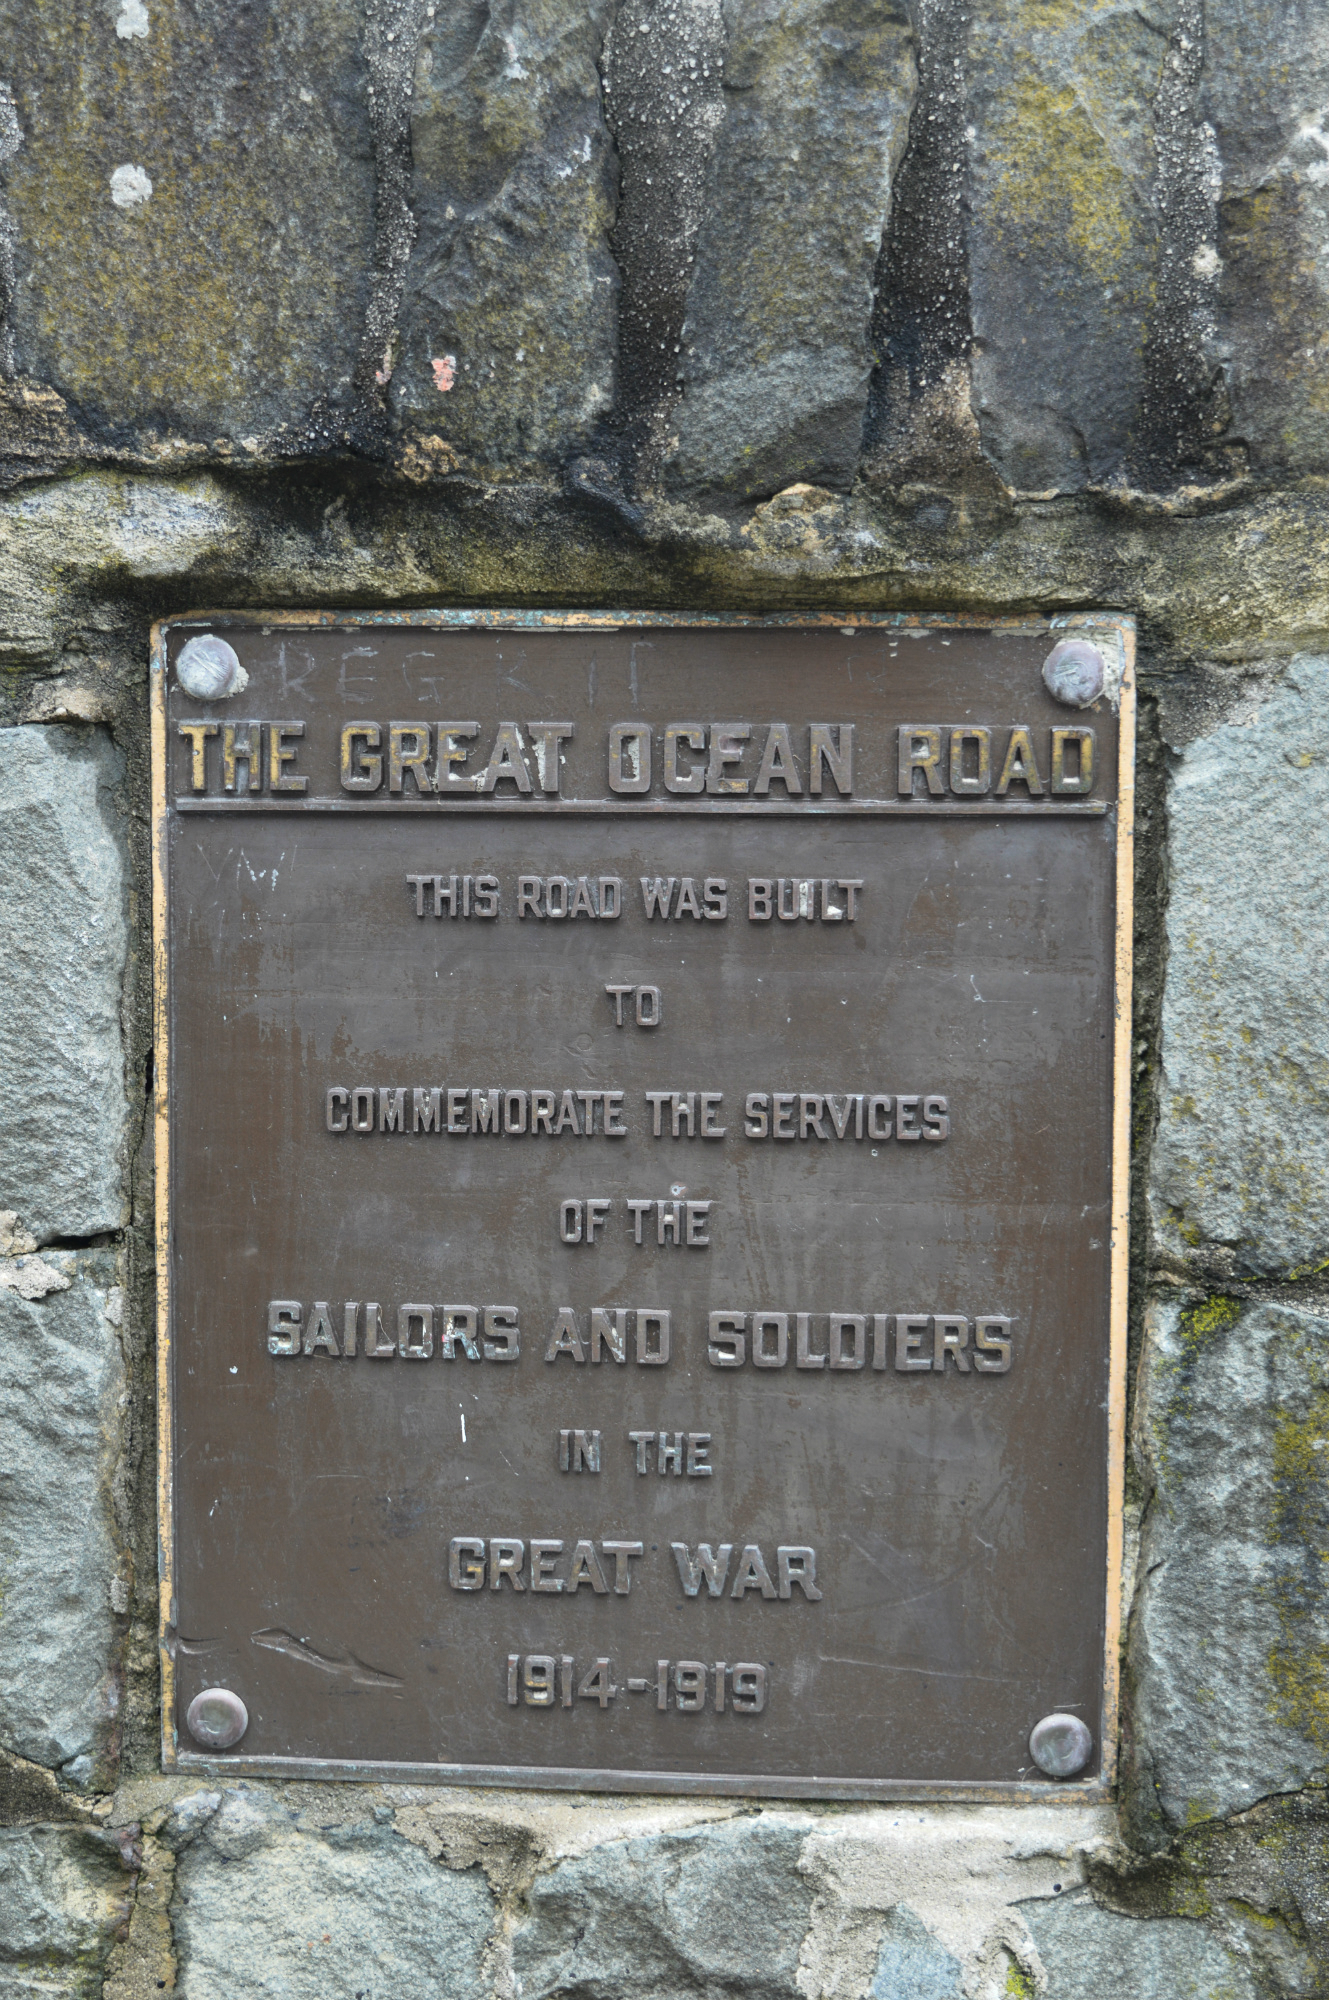 THE GREAT OCEAN ROAD
THIS ROAD WAS BUILT
TO
COMMEMORATE THE SERVICES
OF THE
SAILORS AND SOLDIERS
IN THE
GREAT WAR
1914-1919